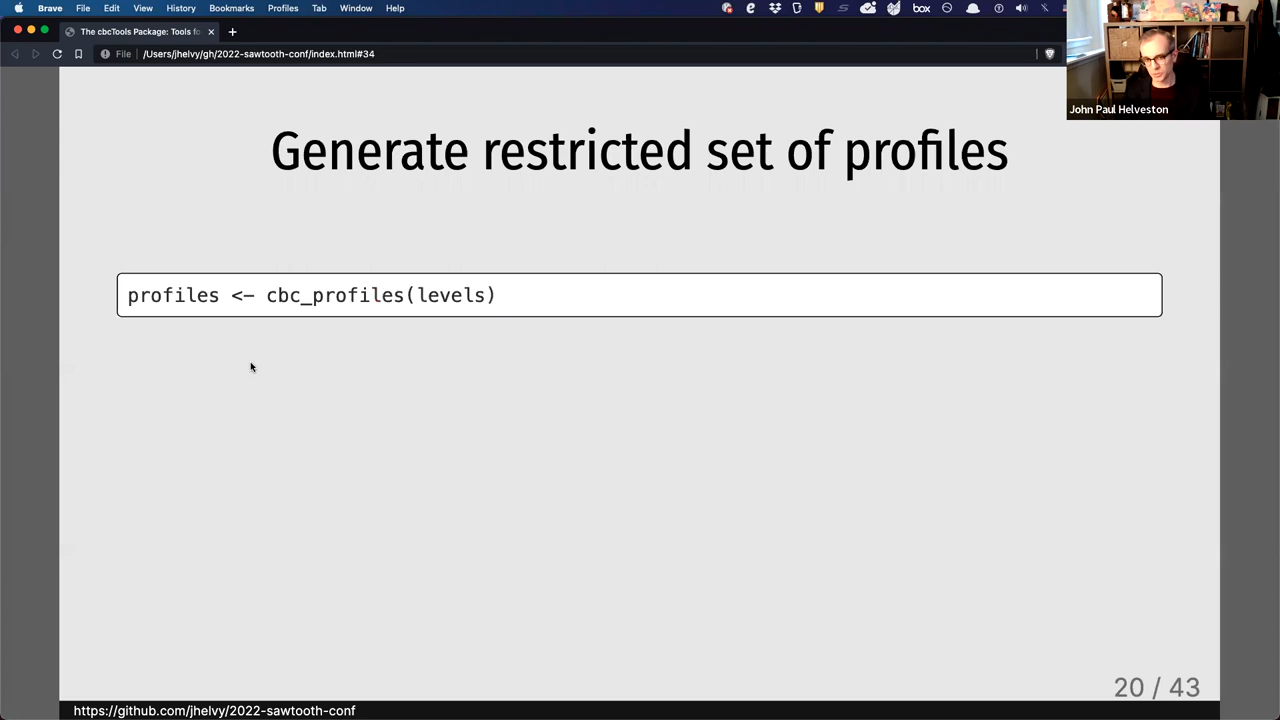 Brave File Edit View History Bookmarks Profiles Tab Window Help
box
The cbcTools Package: Tools fo
File /Users/jhelvy/gh/2022-sawtooth-conf/index.html#34
John Paul Helveston
Generate restricted set of profiles
profiles <- cbc_profiles(levels)
20 / 43
https://github.com/jhelvy/2022-sawtooth-conf